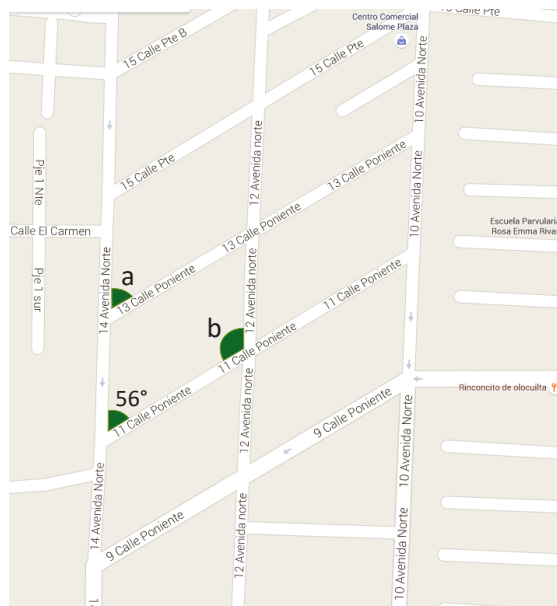 10 Calle Pte
Centro Comercial
Salome Plaza
15 Calle Pte B
15 Calle Pte
10 Avenida Norte
12 Avenida norte
15 Calle Pte
13 Calle Poniente
10 Avenida Norte
Pje 1 Nte
Calle El Carmen
13 Calle Poniente
Escuela Parvularia
Rosa Emma Rivas
14 Avenida Norte
Pje 1 sur
a
13 Calle Poniente
12 Avenida norte
11 Calle Poniente
b
11 Calle Poniente
56°
11 Calle Poniente
12 Avenida norte
Rinconcito de olocuilta
9 Calle Poniente
10 Avenida Norte
14 Avenida Norte
9 Calle Poniente
12 Avenida norte
10 Avenida Norte